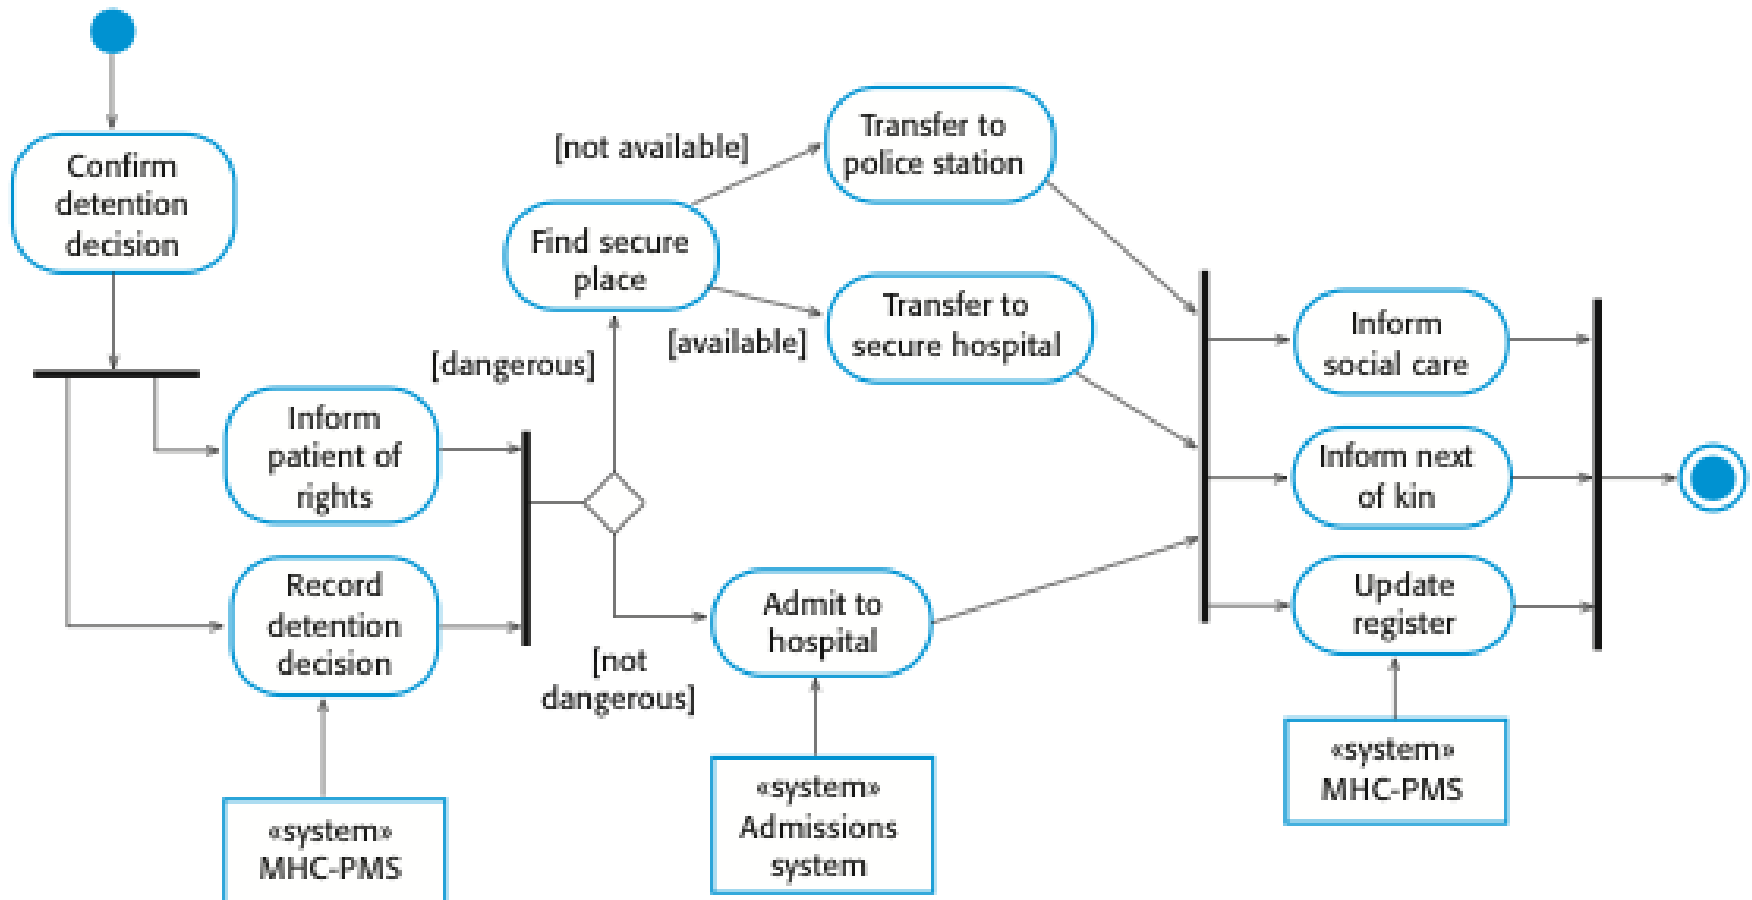 Confirm
detention
decision
[not available]
Transfer to
police station
Find secure
place
Transfer to
secure hospital
[available]
[dangerous]
Inform
patient of
rights
Record
detention
decision
[not
dangerous]
Admit to
hospital
Inform
social care
Inform next
of kin
Update
register
«system»
MHC-PMS
«system»
Admissions
system
«system»
MHC-PMS